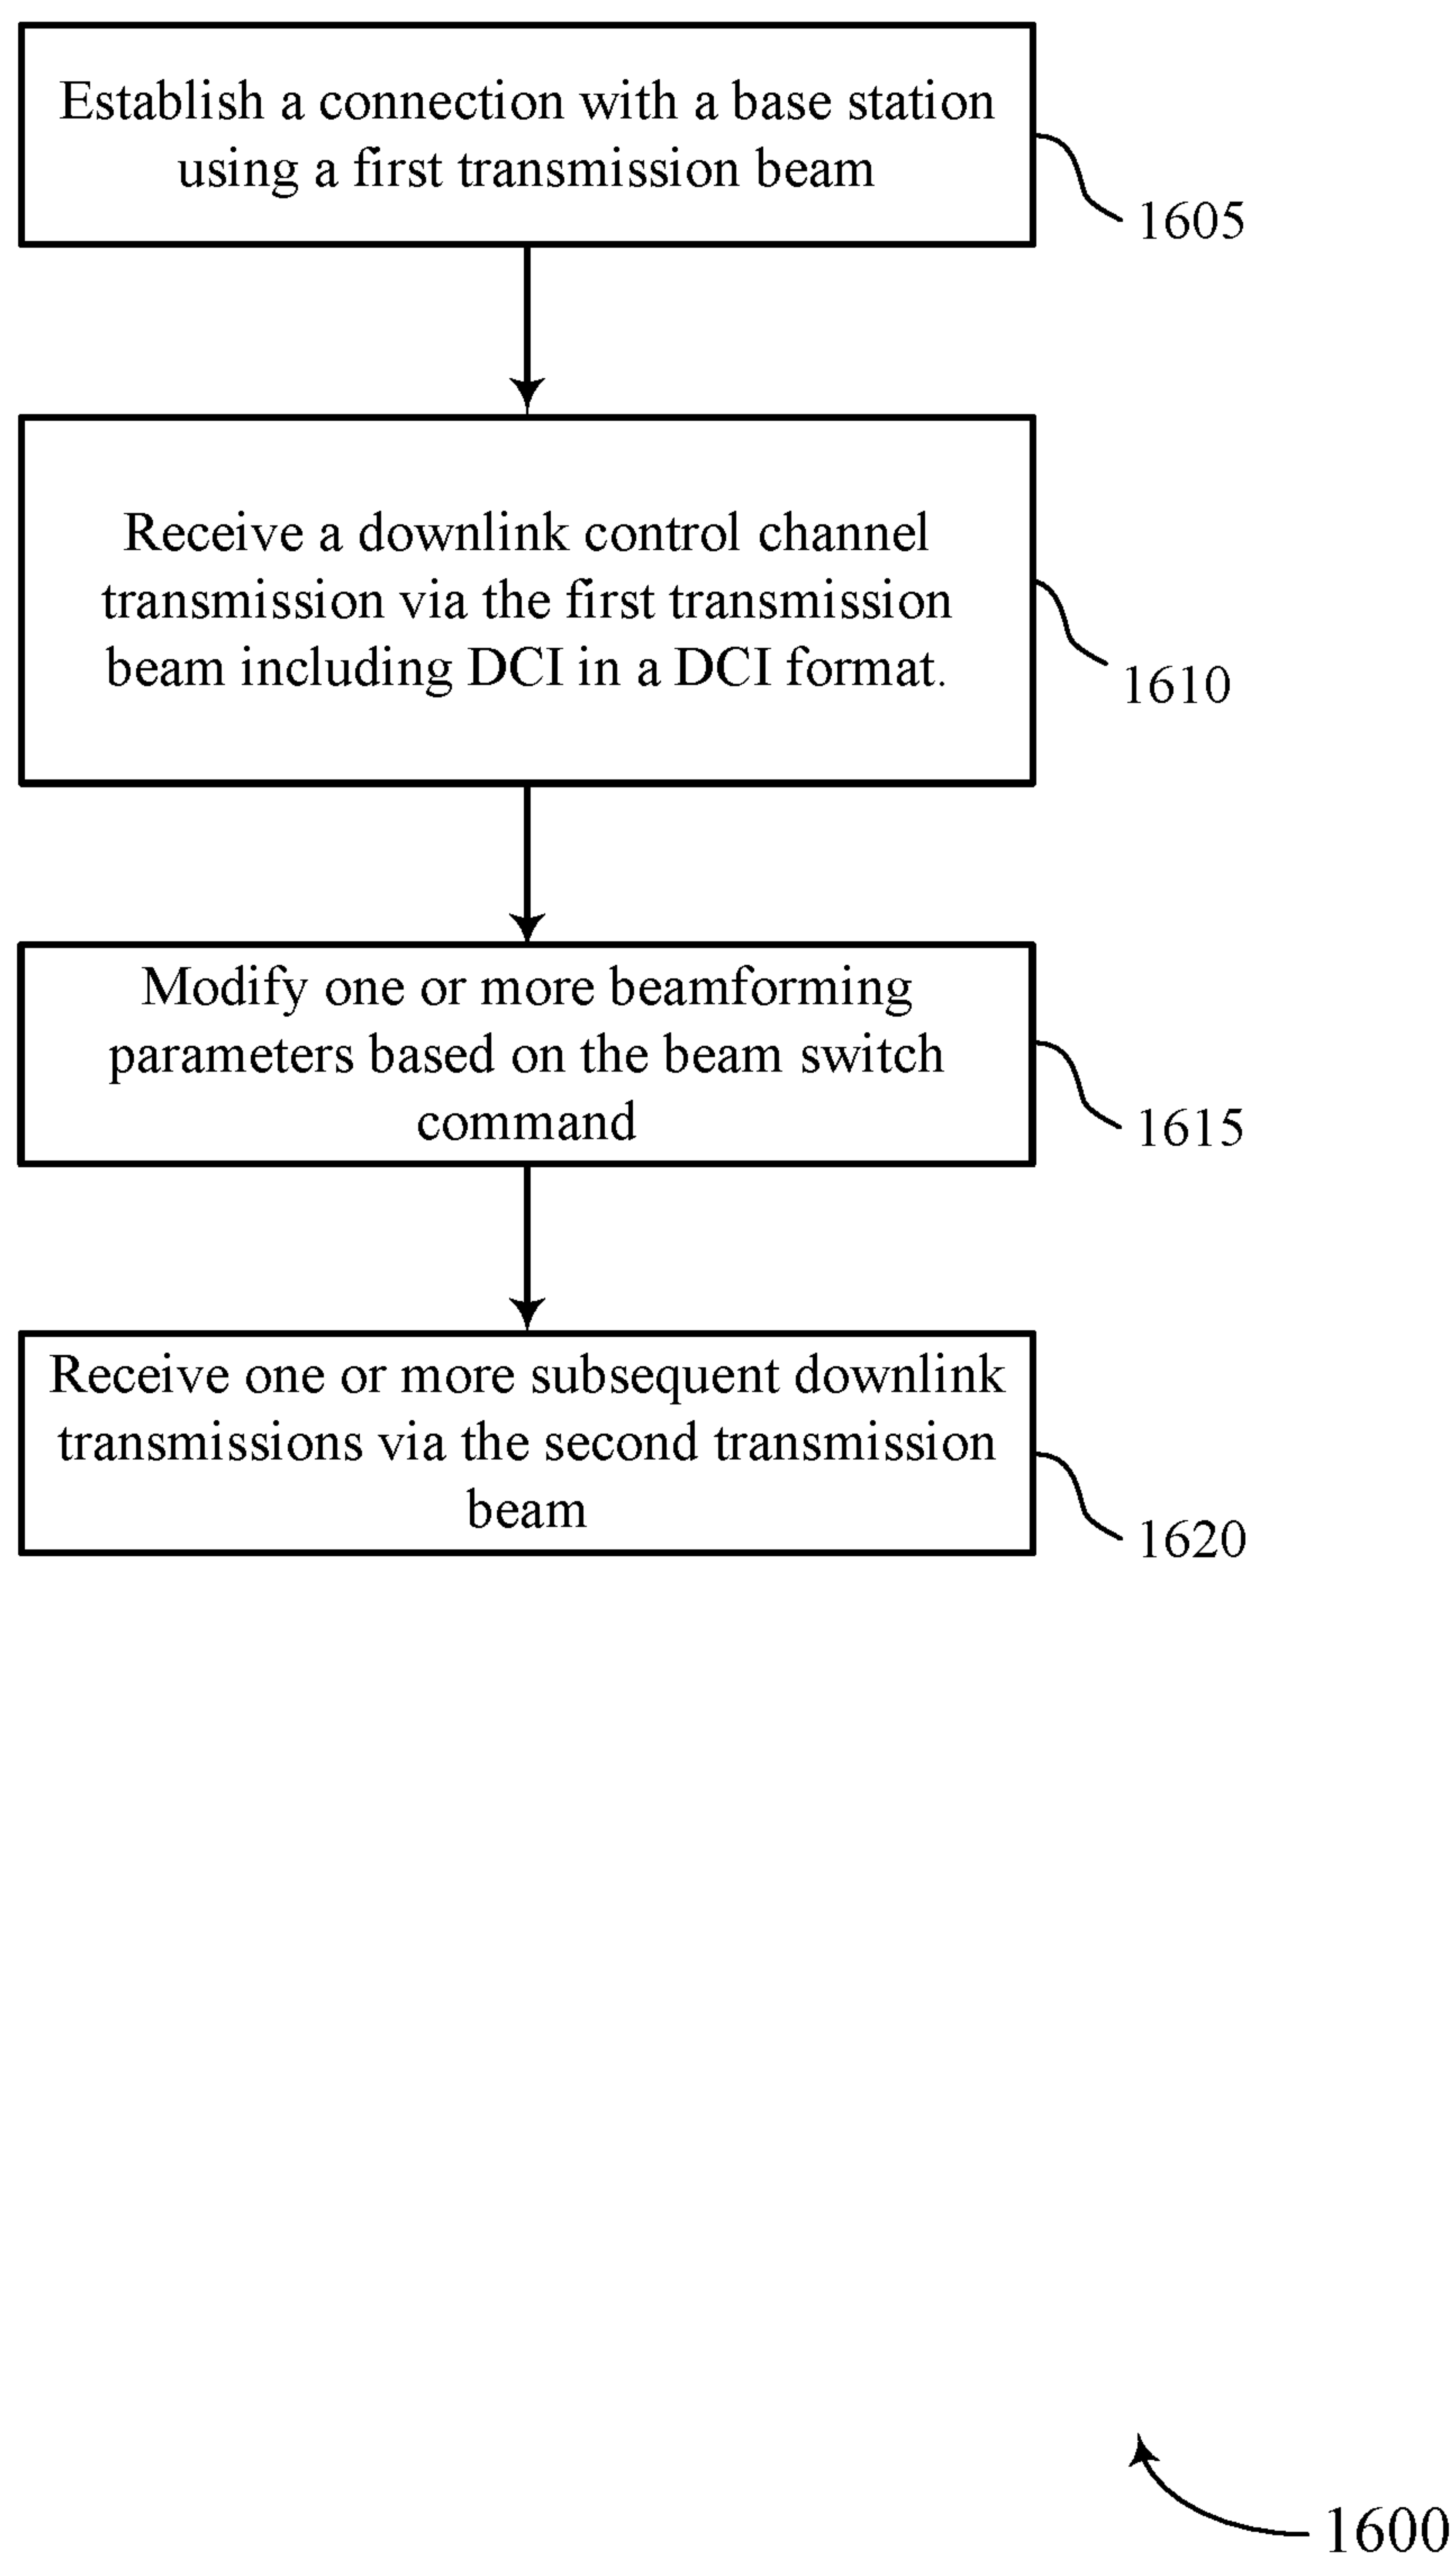 Establish a connection with a base station
using a first transmission beam
1605
Receive a downlink control channel
transmission via the first transmission
beam including DCI in a DCI format.
1610
Modify one or more beamforming
parameters based on the beam switch
command
1615
Receive one or more subsequent downlink
transmissions via the second transmission
beam
1620
1600